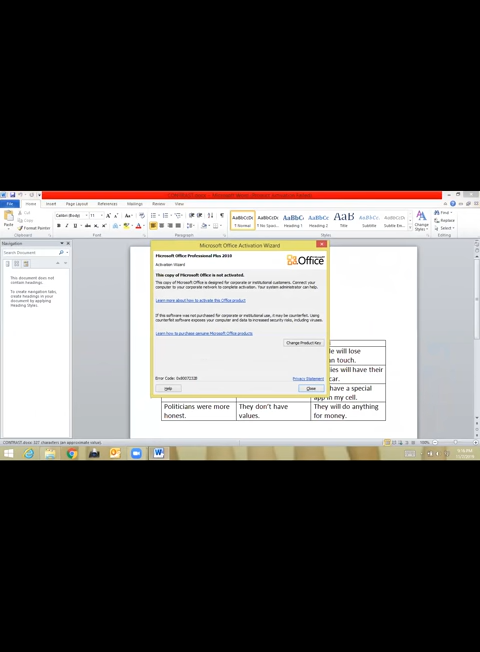 File
Home
Insert
Page Layout
References
Mailings
Review
View
Cut
Copy
Paste
Format Painter
Calibri (Body)
11
AaBbCcDc
AaBbCcDc
AaBbC
AaBbCc
AaB
AaBbCc.
AaBbCcDc
¶ Normal
¶ No Spaci...
Heading 1
Heading 2
Title
Subtitle
Subtle Em...
Change Styles
Find
Replace
Select
Clipboard
Font
Paragraph
Styles
Editing
Navigation
Search Document
This document does not
contain headings.
To create navigation tabs,
create headings in your
document by applying
Heading Styles.
Microsoft Office Activation Wizard
Microsoft Office Professional Plus 2010
Activation Wizard
Office
This copy of Microsoft Office is not activated.
This copy of Microsoft Office is designed for corporate or institutional customers. Connect your
computer to your corporate network to complete activation. Your system administrator can help.
Learn more about how to activate the Office product
If this software was not purchased for corporate or institutional use, it may be counterfeit. Using
counterfeit software exposes your computer and data to increased security risks, including viruses.
Learn how to purchase genuine Microsoft Office products
Change Product Key
Error Code: 0x8007232B
Privacy Statement
Help
Close
will lose
touch.
will have their
car.
have a special
app in my cell.
Politicians were more
honest.
They don't have
values.
They will do anything
for money.